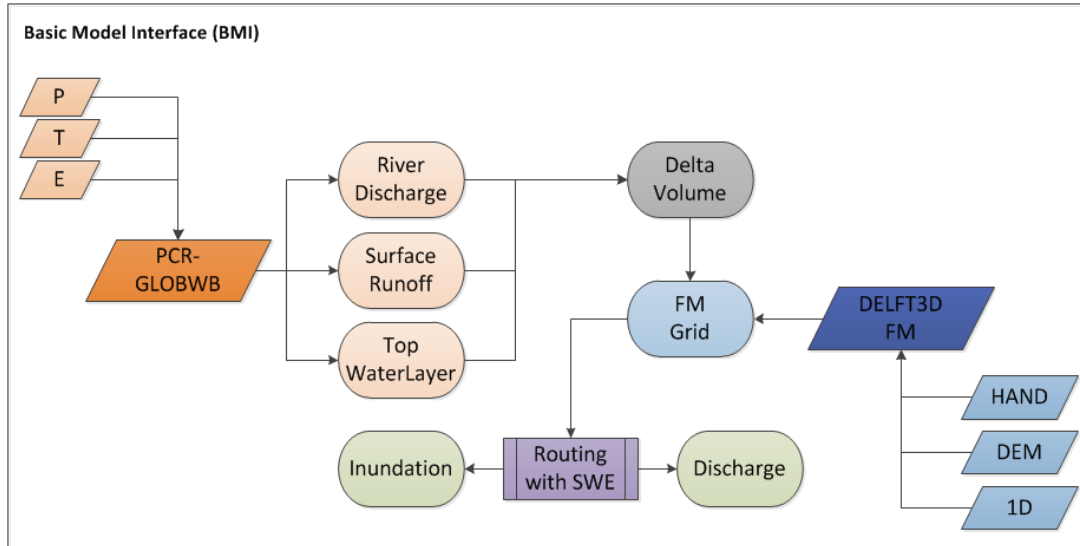 Basic Model Interface (BMI)
P
T
E
PCR-
GLOBWB
River
Discharge
Surface
Runoff
Top
WaterLayer
Delta
Volume
FM
Grid
DELFT3D
FM
HAND
DEM
1D
Inundation
Routing
with SWE
Discharge